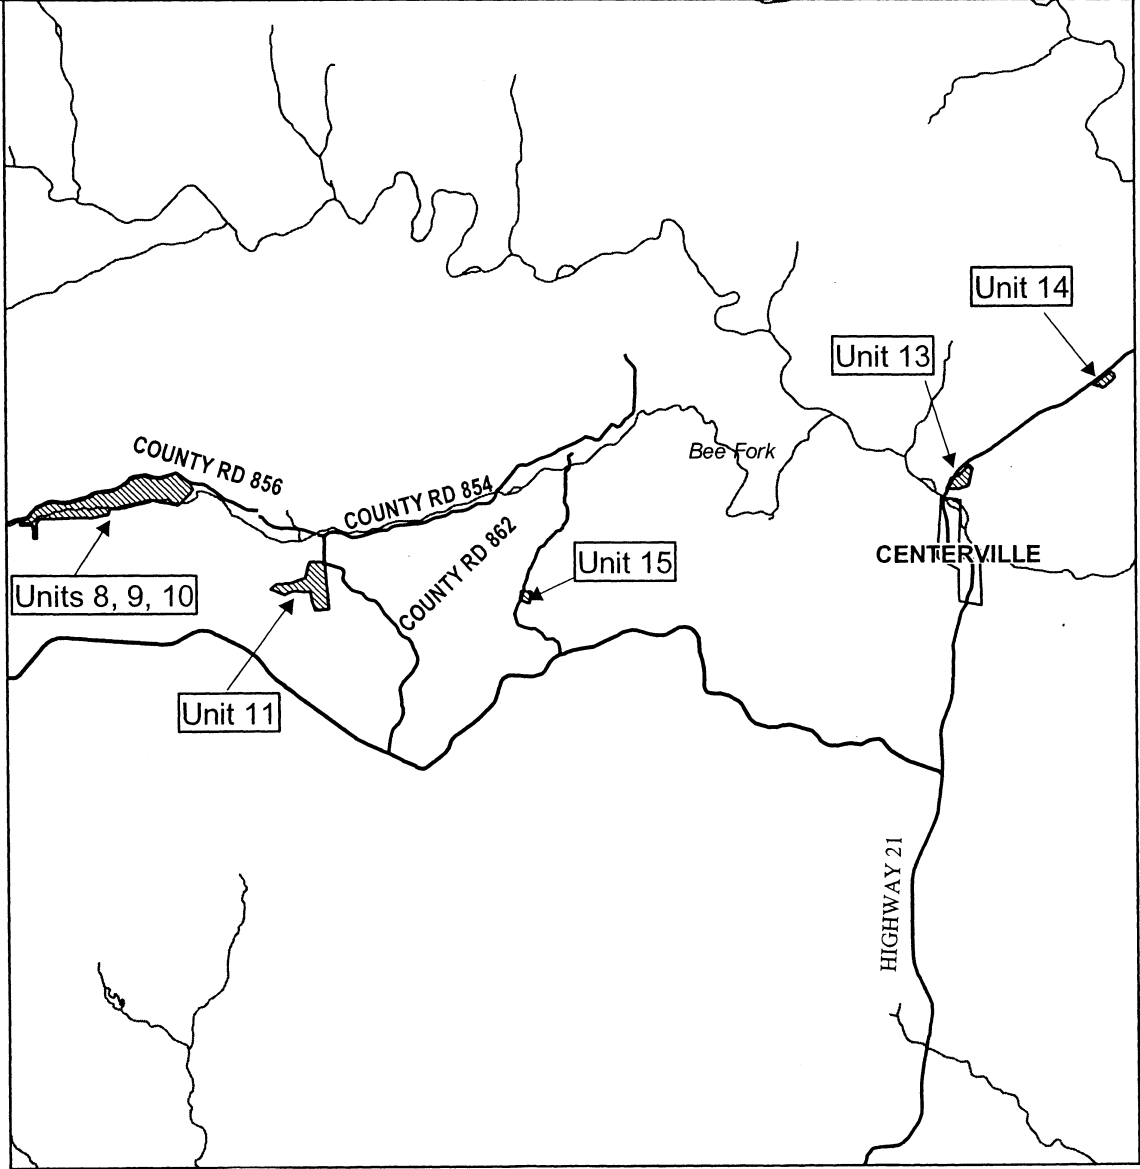 Unit 14
Unit 13
COUNTY RD 856
Bee Fork
COUNTY RD 854
COUNTY RD 862
Unit 15
CENTERVILLE
Units 8, 9, 10
Unit 11
HIGHWAY 21